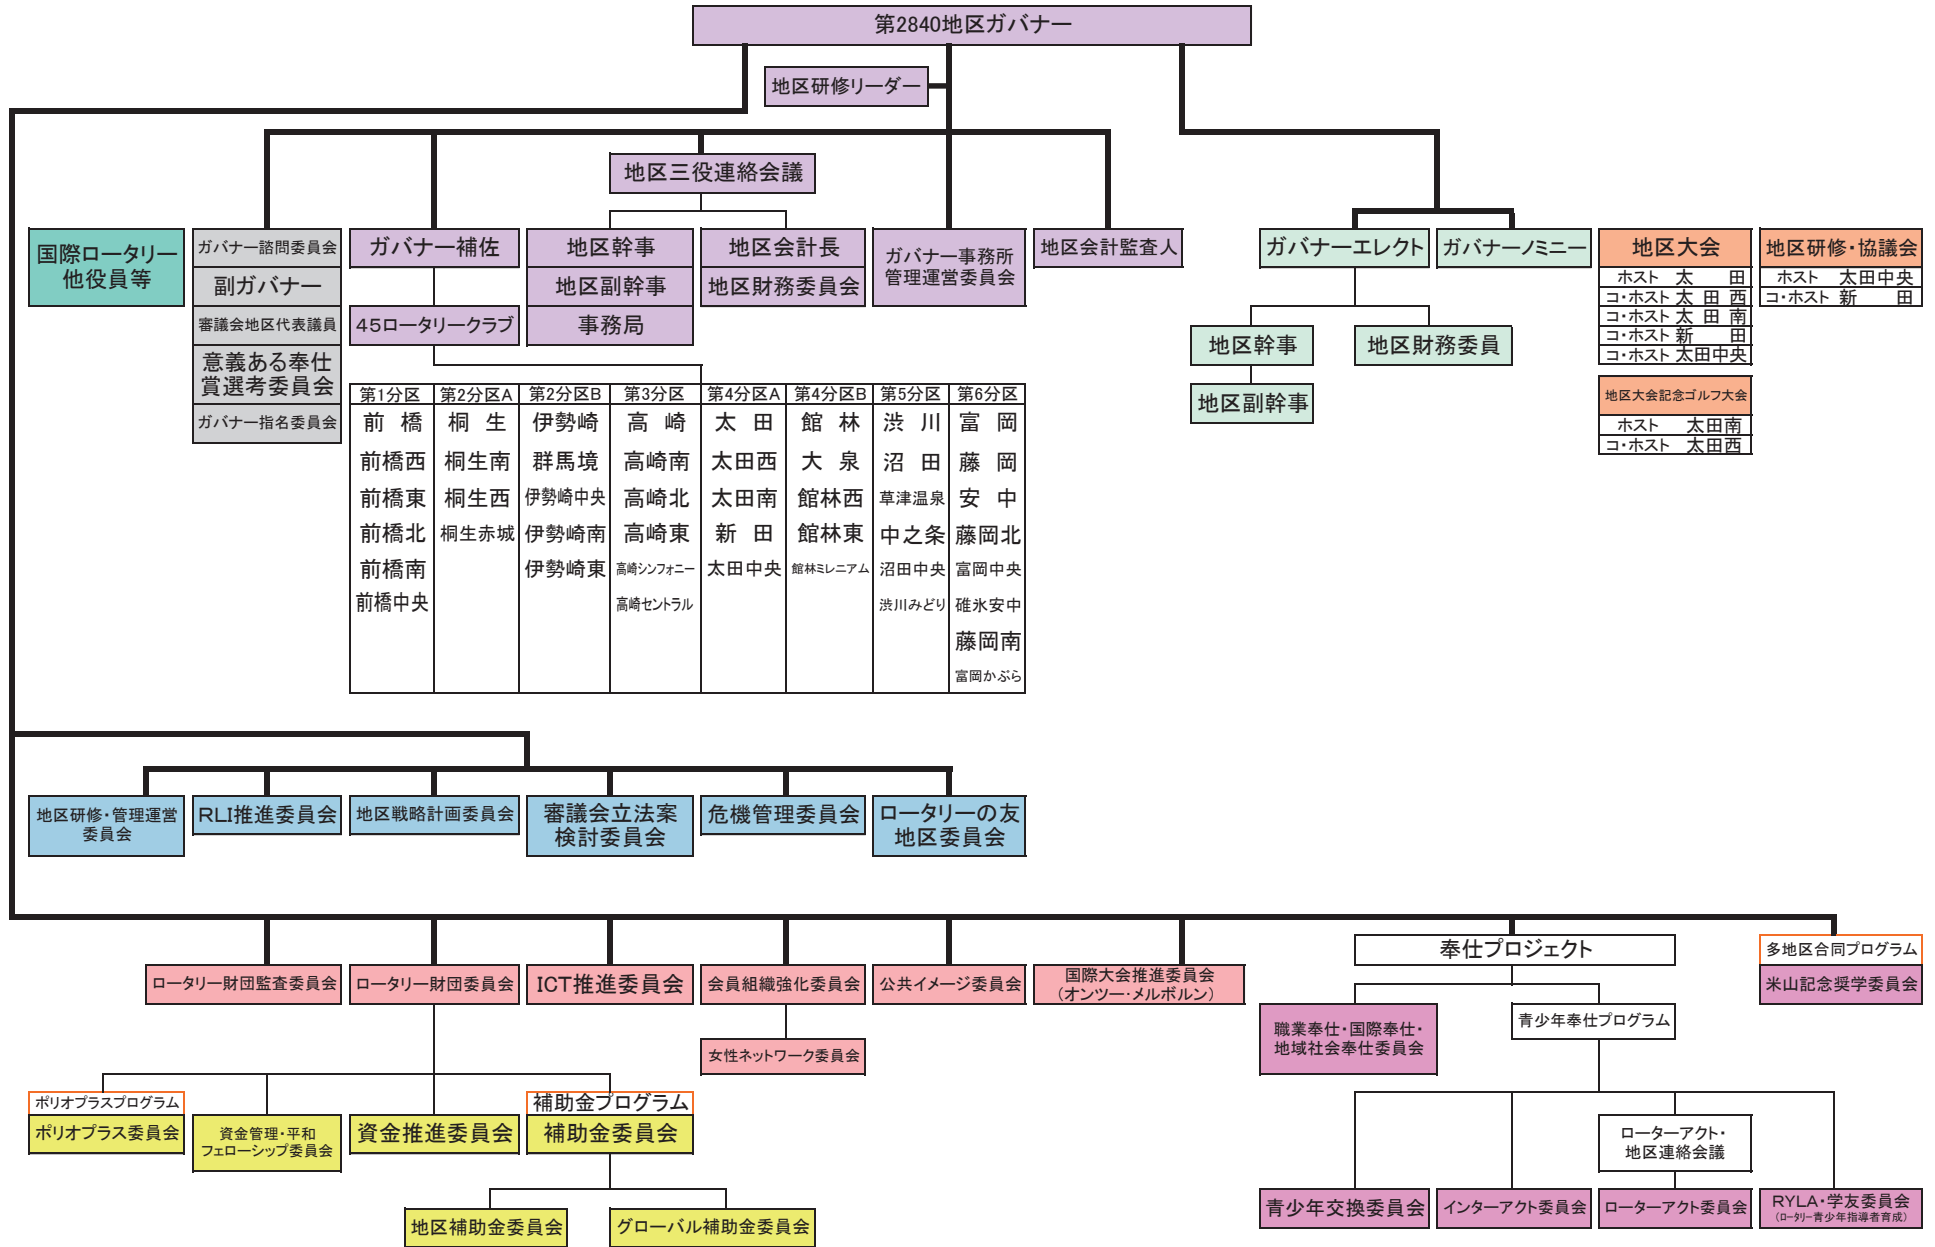 第2840地区ガバナー
地区研修リーダー
地区三役連絡会議
国際ロータリー
他役員等
ガバナー諮問委員会
副ガバナー
審議会地区代表議員
意義ある奉仕
賞選考委員会
ガバナー指名委員会
ガバナー補佐
45ロータリークラブ
地区幹事
地区副幹事
事務局
地区会計長
地区財務委員会
ガバナー事務所
管理運営委員会
地区会計監査人
ガバナーエレクト
ガバナーノミニー
地区幹事
地区副幹事
地区財務委員
地区大会
ホスト 太 田
コ・ホスト 太 田 西
コ・ホスト 太 田 南
コ・ホスト 新 田
コ・ホスト 太田中央
地区大会記念ゴルフ大会
ホスト 太田南
コ・ホスト 太田西
地区研修・協議会
ホスト 太田中央
コ・ホスト 新 田
第1分区
前 橋
前橋西
前橋東
前橋北
前橋南
前橋中央
第2分区A
桐 生
桐生南
桐生西
桐生赤城
第2分区B
伊勢崎
群馬境
伊勢崎中央
伊勢崎南
伊勢崎東
第3分区
高 崎
高崎南
高崎北
高崎東
高崎シンフォニー
高崎セントラル
第4分区A
太 田
太田西
太田南
新 田
太田中央
第4分区B
館 林
大 泉
館林西
館林東
館林ミレニアム
第5分区
渋 川
沼 田
草津温泉
中之条
沼田中央
渋川みどり
第6分区
富 岡
藤 岡
安 中
藤岡北
富岡中央
碓氷安中
藤岡南
富岡かぶら
地区研修・管理運営
委員会
RLI推進委員会
地区戦略計画委員会
審議会立法案
検討委員会
危機管理委員会
ロータリーの友
地区委員会
ロータリー財団監査委員会
ロータリー財団委員会
ICT推進委員会
会員組織強化委員会
公共イメージ委員会
国際大会推進委員会
(オンツー・メルボルン)
奉仕プロジェクト
多地区合同プログラム
米山記念奨学委員会
女性ネットワーク委員会
職業奉仕・国際奉仕・
地域社会奉仕委員会
青少年奉仕プログラム
ポリオプラスプログラム
ポリオプラス委員会
資金管理・平和
フェローシップ委員会
資金推進委員会
補助金プログラム
補助金委員会
地区補助金委員会
グローバル補助金委員会
ローターアクト・
地区連絡会議
青少年交換委員会
インターアクト委員会
ローターアクト委員会
RYLA・学友委員会
(ロータリー青少年指導者育成)